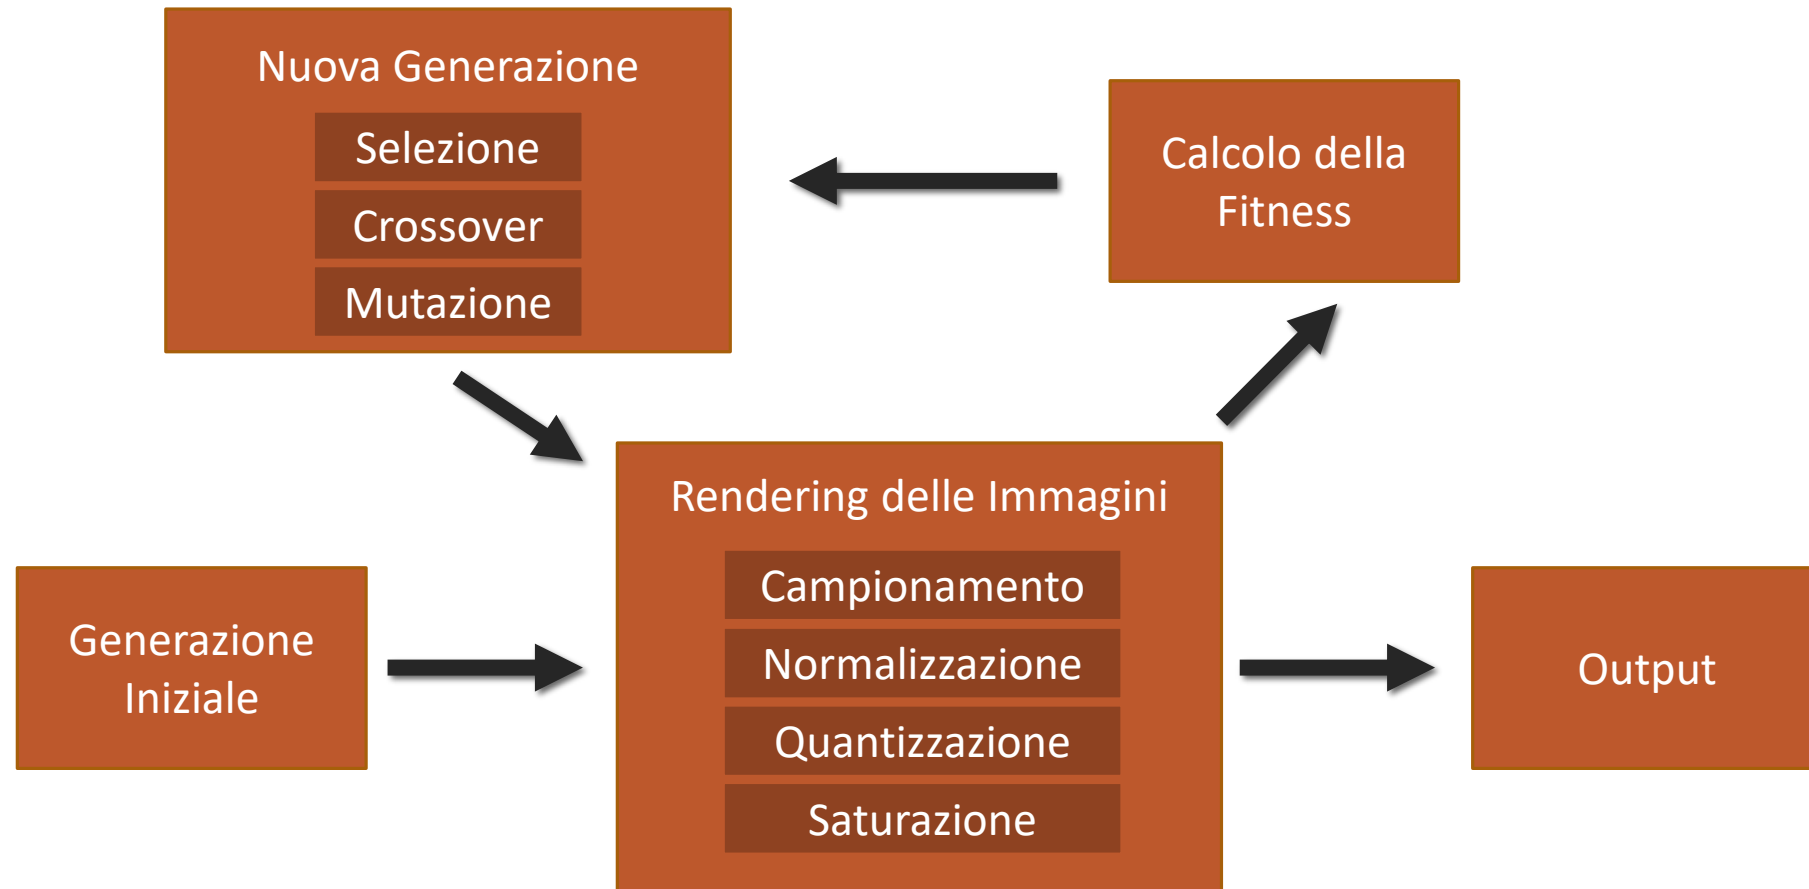 Nuova Generazione
Selezione
Crossover
Mutazione
Calcolo della
Fitness
Rendering delle Immagini
Campionamento
Normalizzazione
Quantizzazione
Saturazione
Generazione
Iniziale
Output